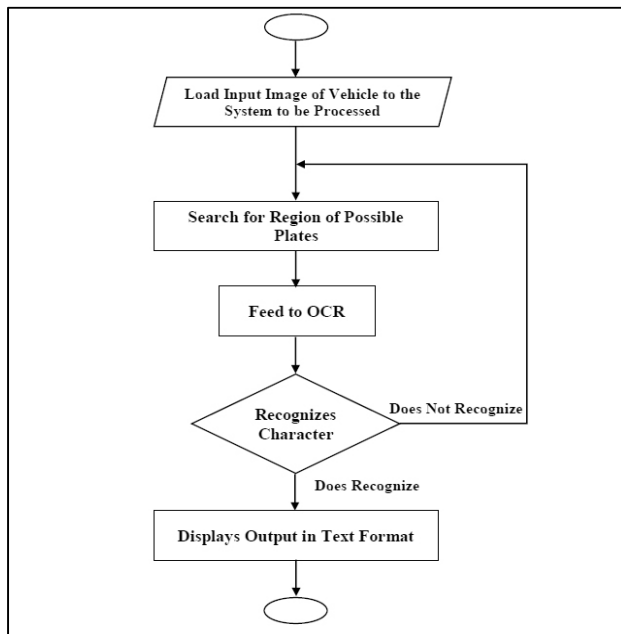 Load Input Image of Vehicle to the
System to be Processed
Search for Region of Possible
Plates
Feed to OCR
Recognizes
Character
Does Not Recognize
Does Recognize
Displays Output in Text Format